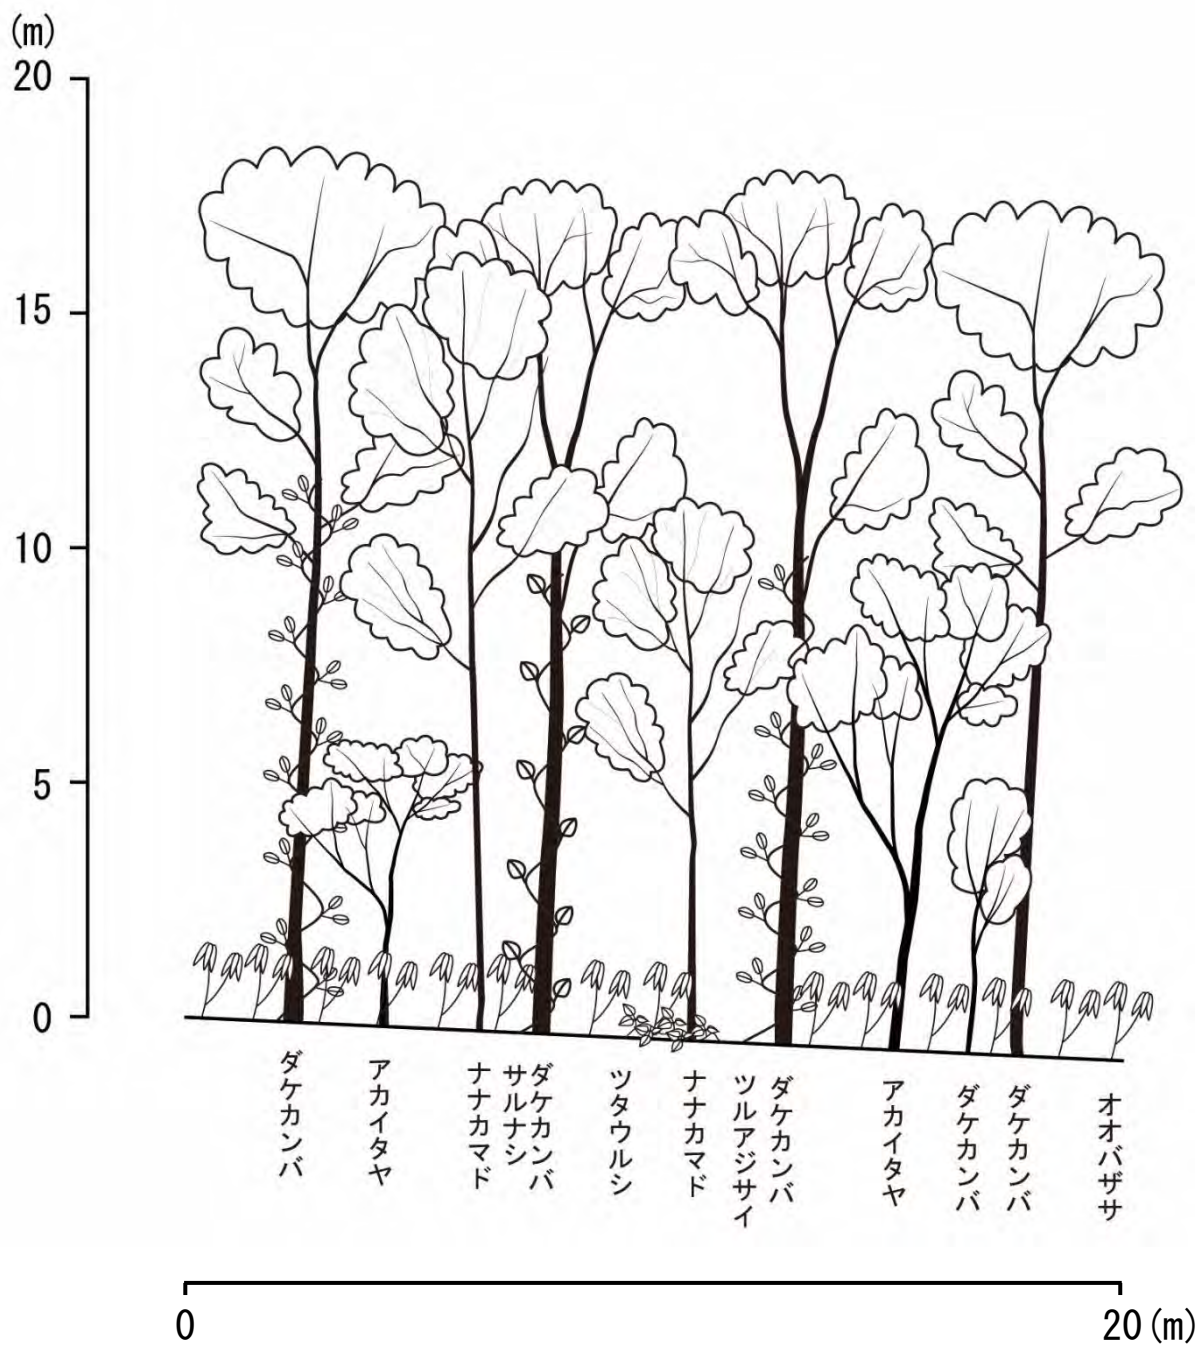 (m)
20
15
10
5
0
ダケカンバ
アカイタヤ
ナナカマド
サルナシ
ダケカンバ
ツタウルシ
ナナカマド
ツルアジサイ
ダケカンバ
アカイタヤ
ダケカンバ
ダケカンバ
オオバザサ
0
20(m)